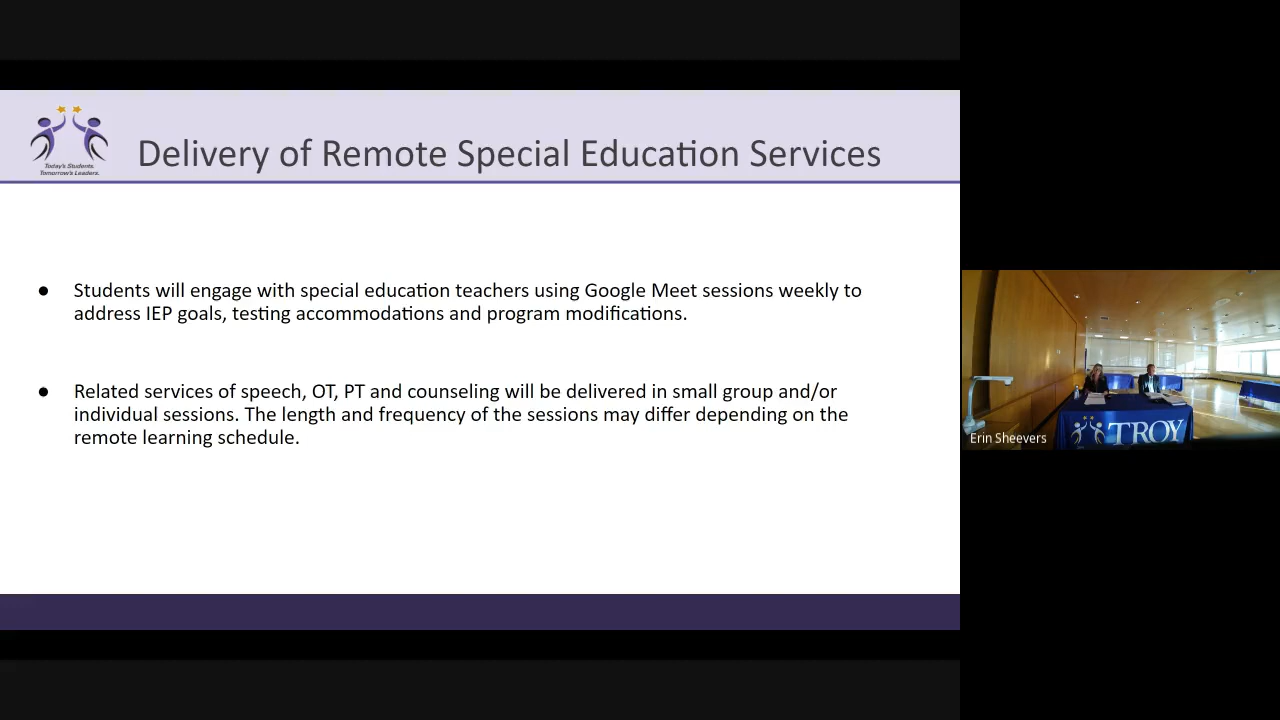 Today's Students.
Tomorrow's Leaders.
Delivery of Remote Special Education Services
● Students will engage with special education teachers using Google Meet sessions weekly to
address IEP goals, testing accommodations and program modifications.
● Related services of speech, OT, PT and counseling will be delivered in small group and/or
individual sessions. The length and frequency of the sessions may differ depending on the
remote learning schedule.
TROY
Erin Sheevers